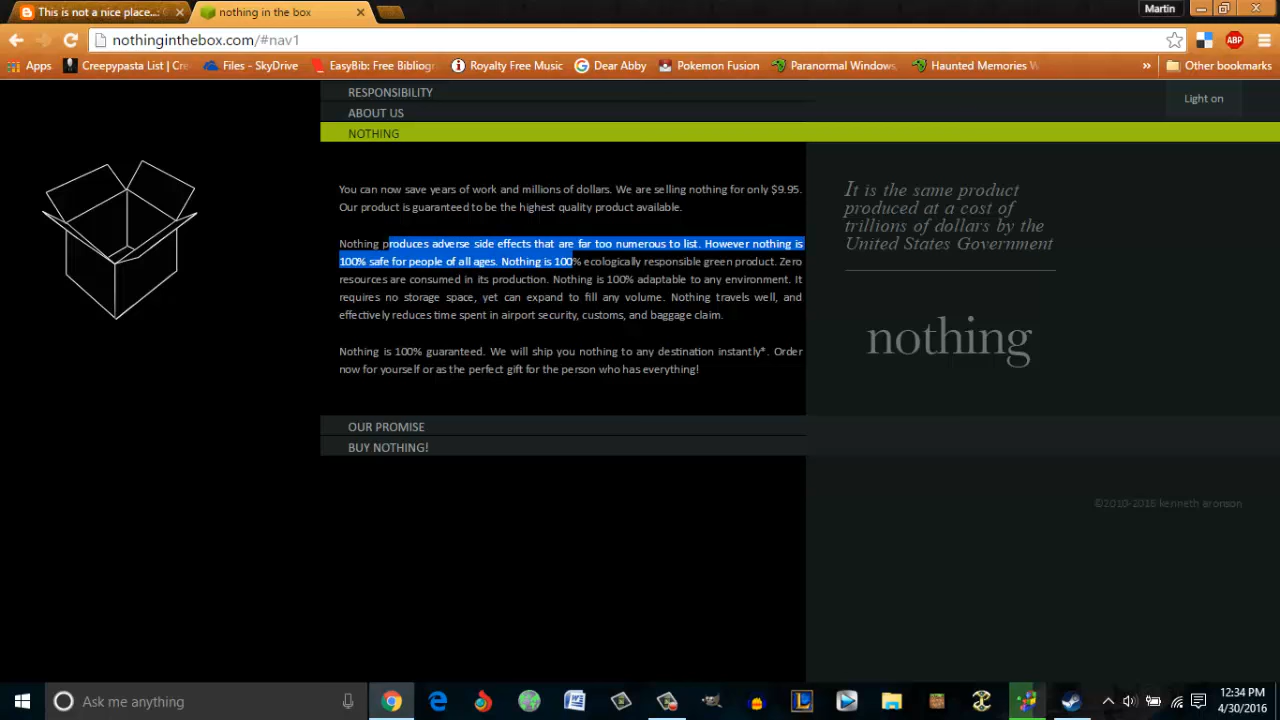 This is not a nice place...:
nothing in the box
Martin
nothinginthebox.com/#nav1
Apps
Creepypasta List | Cre
Files - SkyDrive
EasyBib: Free Bibliogr
Royalty Free Music
Dear Abby
Pokemon Fusion
Paranormal Windows,
Haunted Memories W
»
Other bookmarks
ABP
RESPONSIBILITY
ABOUT US
NOTHING
Light on
You can now save years of work and millions of dollars. We are selling nothing for only $9.95.
Our product is guaranteed to be the highest quality product available.
Nothing produces adverse side effects that are far too numerous to list. However nothing is
100% safe for people of all ages. Nothing is 100% ecologically responsible green product. Zero
resources are consumed in its production. Nothing is 100% adaptable to any environment. It
requires no storage space, yet can expand to fill any volume. Nothing travels well, and
effectively reduces time spent in airport security, customs, and baggage claim.
Nothing is 100% guaranteed. We will ship you nothing to any destination instantly*. Order
now for yourself or as the perfect gift for the person who has everything!
It is the same product
produced at a cost of
trillions of dollars by the
United States Government
nothing
OUR PROMISE
BUY NOTHING!
©2010-2016 kenneth aronson
Ask me anything
12:34 PM
4/30/2016